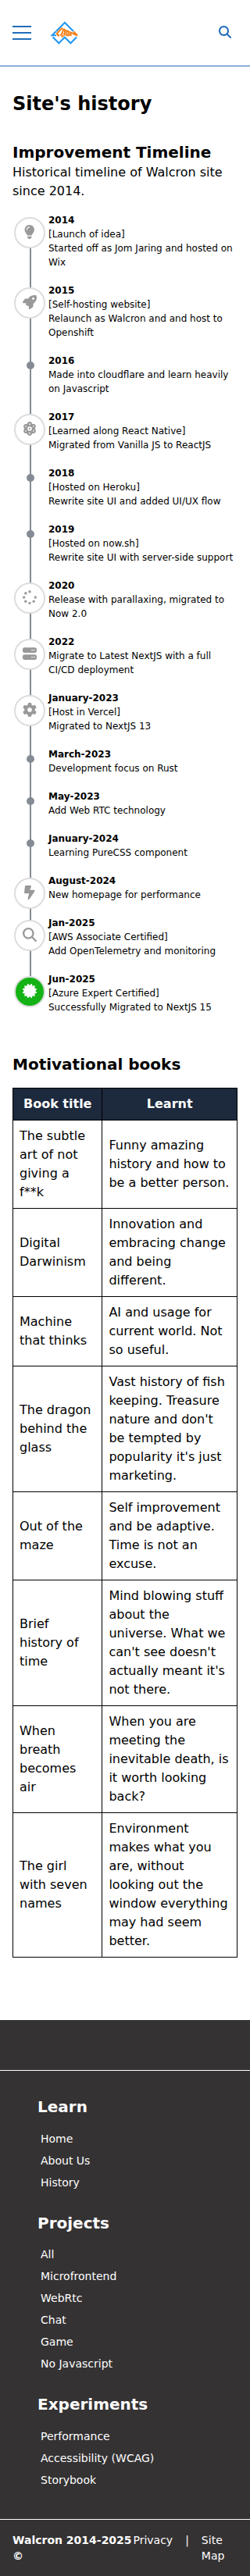 Site's history
Improvement Timeline
Historical timeline of Walcron site
since 2014.
2014
[Launch of idea]
Started off as Jom Jaring and hosted on
Wix
2015
[Self-hosting website]
Relaunch as Walcron and and host to
Openshift
2016
Made into cloudflare and learn heavily
on Javascript
2017
[Learned along React Native]
Migrated from Vanilla JS to ReactJS
2018
[Hosted on Heroku]
Rewrite site UI and added UI/UX flow
2019
[Hosted on now.sh]
Rewrite site UI with server-side support
2020
Release with parallaxing, migrated to
Now 2.0
2022
Migrate to Latest NextJS with a full
CI/CD deployment
January-2023
[Host in Vercel]
Migrated to NextJS 13
March-2023
Development focus on Rust
May-2023
Add Web RTC technology
January-2024
Learning PureCSS component
August-2024
New homepage for performance
Jan-2025
[AWS Associate Certified]
Add OpenTelemetry and monitoring
Jun-2025
[Azure Expert Certified]
Successfully Migrated to NextJS 15
Motivational books
Book title Learnt
The subtle
art of not
giving a
f**k
Funny amazing
history and how to
be a better person.
Digital
Darwinism
Innovation and
embracing change
and being
different.
Machine
that thinks
AI and usage for
current world. Not
so useful.
The dragon
behind the
glass
Vast history of fish
keeping. Treasure
nature and don't
be tempted by
popularity it's just
marketing.
Out of the
maze
Self improvement
and be adaptive.
Time is not an
excuse.
Brief
history of
time
Mind blowing stuff
about the
universe. What we
can't see doesn't
actually meant it's
not there.
When
breath
becomes
air
When you are
meeting the
inevitable death, is
it worth looking
back?
The girl
with seven
names
Environment
makes what you
are, without
looking out the
window everything
may had seem
better.
Learn
Home
About Us
History
Projects
All
Microfrontend
WebRtc
Chat
Game
No Javascript
Experiments
Performance
Accessibility (WCAG)
Storybook
Walcron 2014-2025 Privacy | Site
© Map